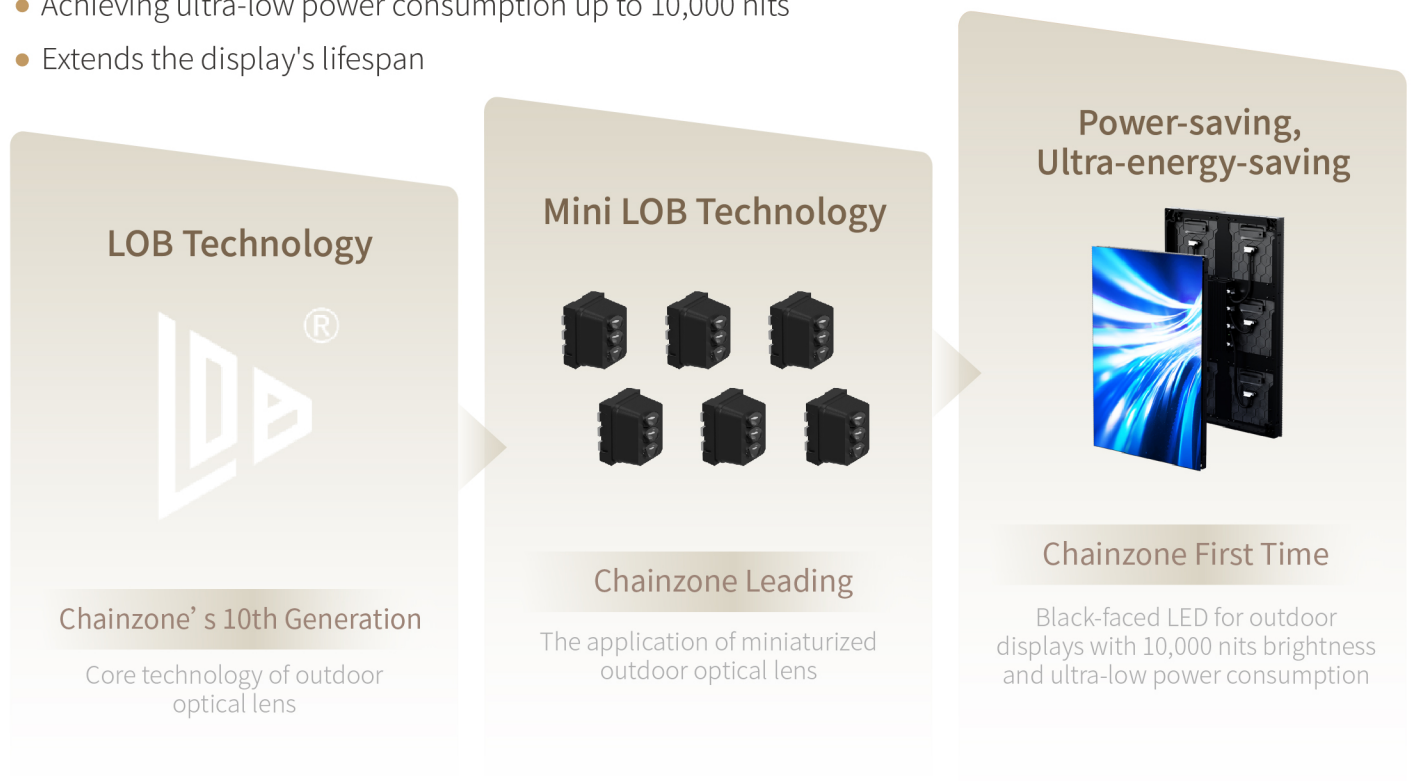 Achieving ultra-low power consumption up to 10,000 nits
Extends the display's lifespan
LOB Technology
LOB®
Chainzone’ s 10th Generation
Core technology of outdoor
optical lens
Mini LOB Technology
Chainzone Leading
The application of miniaturized
outdoor optical lens
Power-saving,
Ultra-energy-saving
Chainzone First Time
Black-faced LED for outdoor
displays with 10,000 nits brightness
and ultra-low power consumption